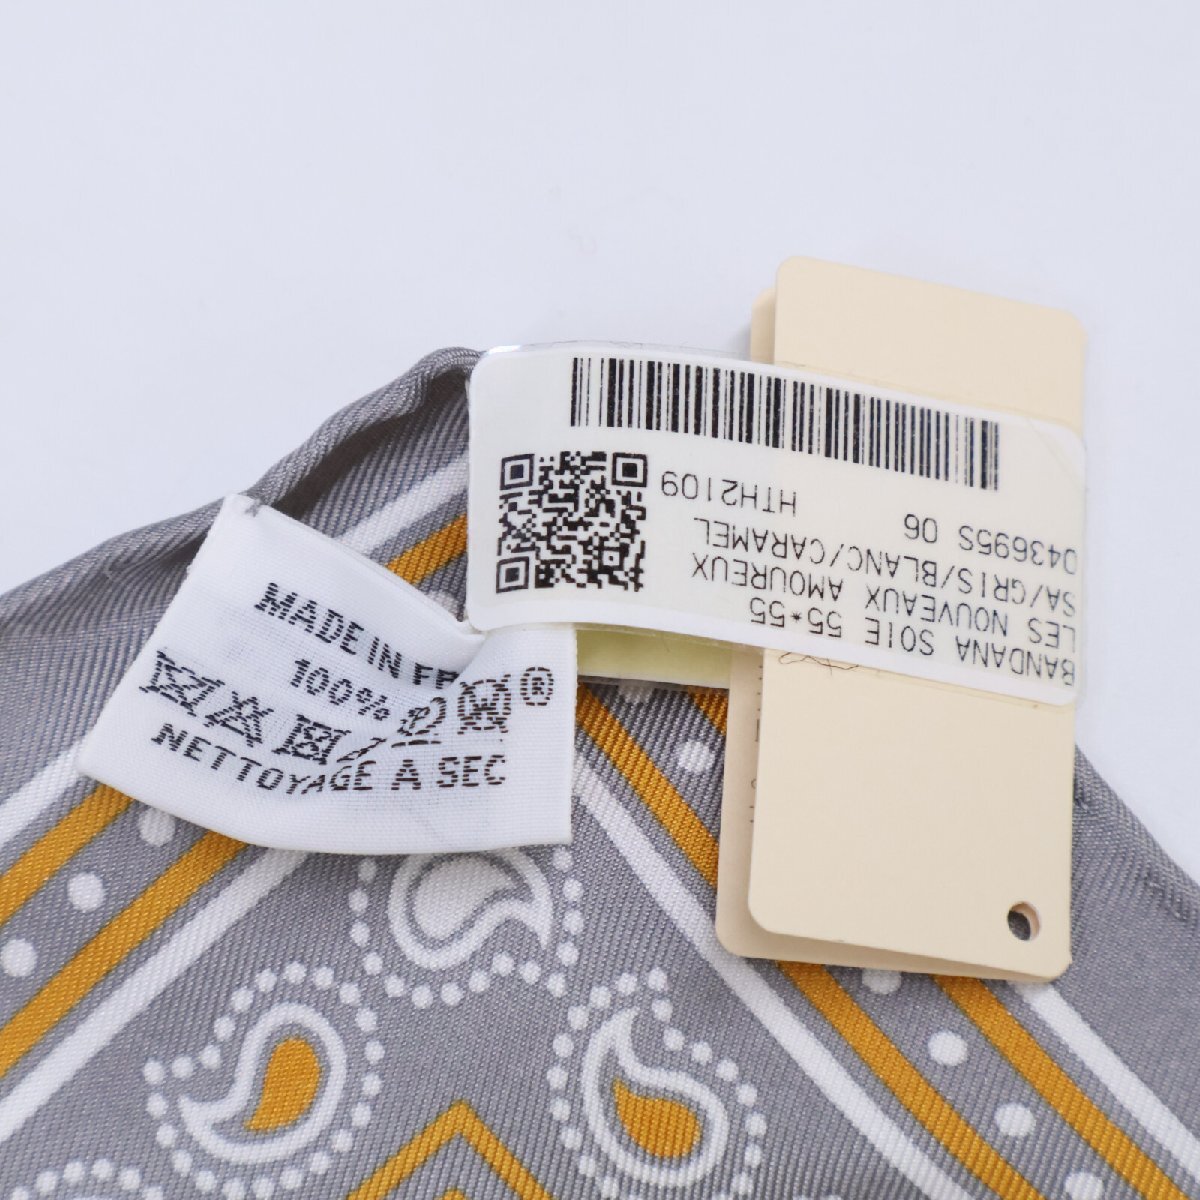 MADE IN FR
100%
NETTOYAGE A SEC
®
BANDANA SOIE 55*55
LES NOUVEAUX AMOUREUX
SA/GRIS/BLANC/CARAMEL
043695S 06
HTH2109